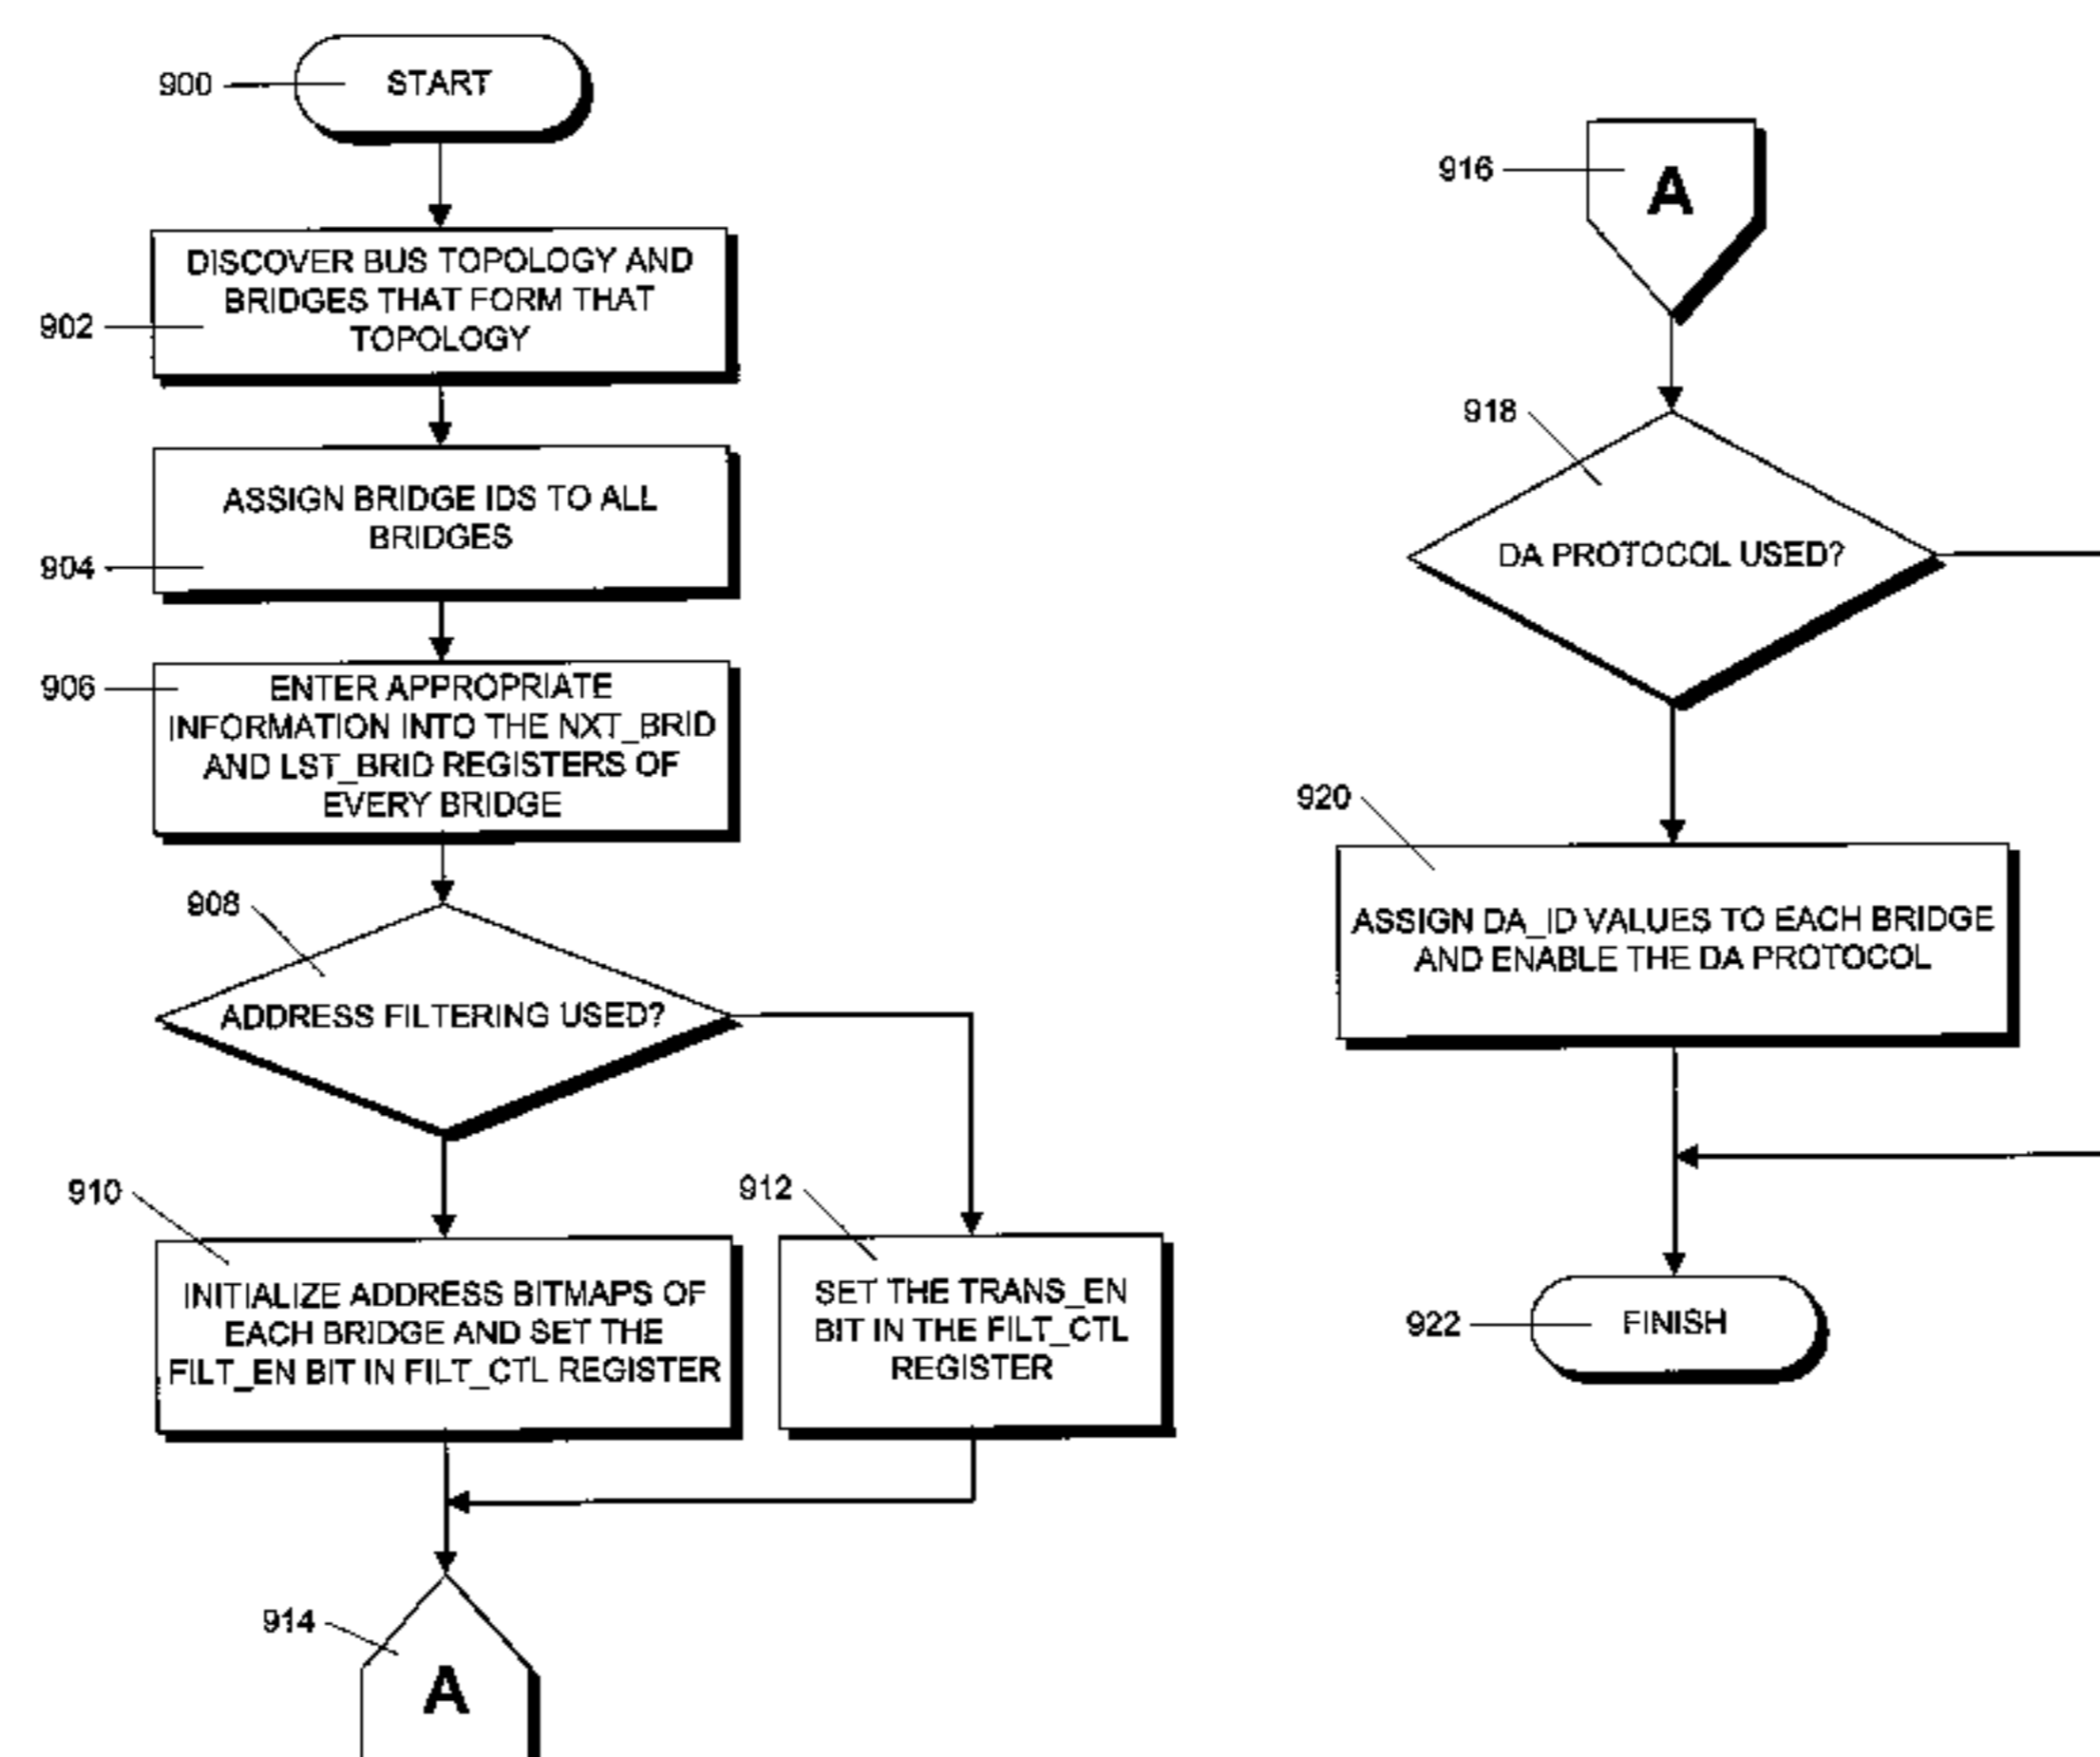 900
START
902
DISCOVER BUS TOPOLOGY AND
BRIDGES THAT FORM THAT
TOPOLOGY
904
ASSIGN BRIDGE IDS TO ALL
BRIDGES
906
ENTER APPROPRIATE
INFORMATION INTO THE NXT_BRID
AND LST_BRID REGISTERS OF
EVERY BRIDGE
908
ADDRESS FILTERING USED?
910
INITIALIZE ADDRESS BITMAPS OF
EACH BRIDGE AND SET THE
FILT_EN BIT IN FILT_CTL REGISTER
912
SET THE TRANS_EN
BIT IN THE FILT_CTL
REGISTER
914
A
916
A
918
DA PROTOCOL USED?
920
ASSIGN DA_ID VALUES TO EACH BRIDGE
AND ENABLE THE DA PROTOCOL
922
FINISH